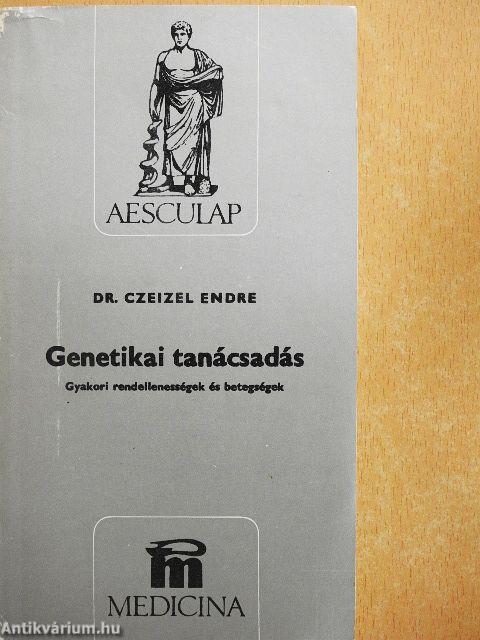 AESCULAP
DR. CZEIZEL ENDRE
Genetikai tanácsadás
Gyakori rendellenességek és betegségek
m
MEDICINA
Antikvárium.hu